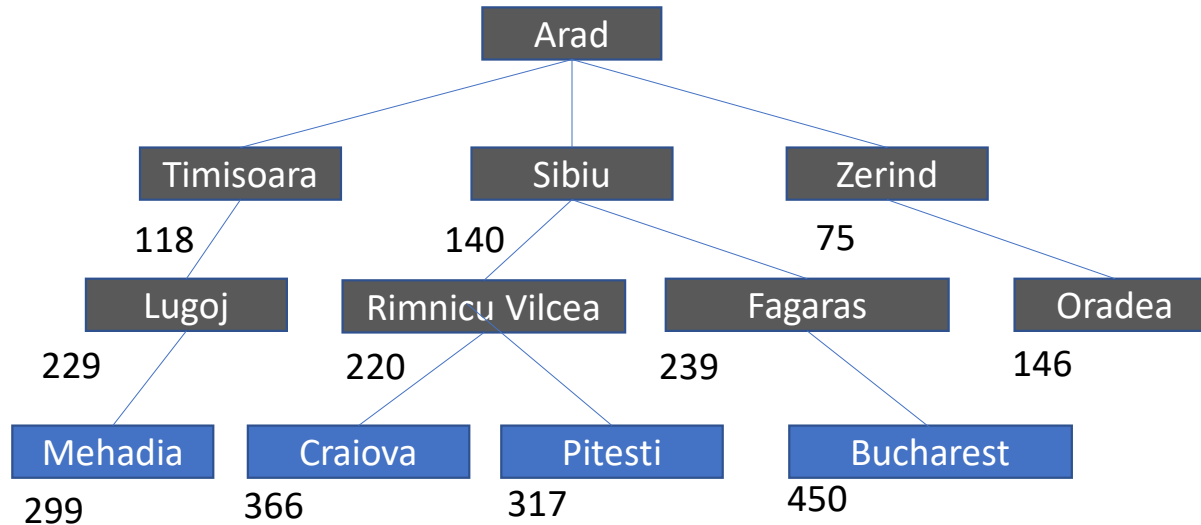 Arad
Timisoara Sibiu Zerind
118 140 75
Lugoj Rimnicu Vilcea Fagaras Oradea
229 220 239 146
Mehadia Craiova Pitesti Bucharest
299 366 317 450